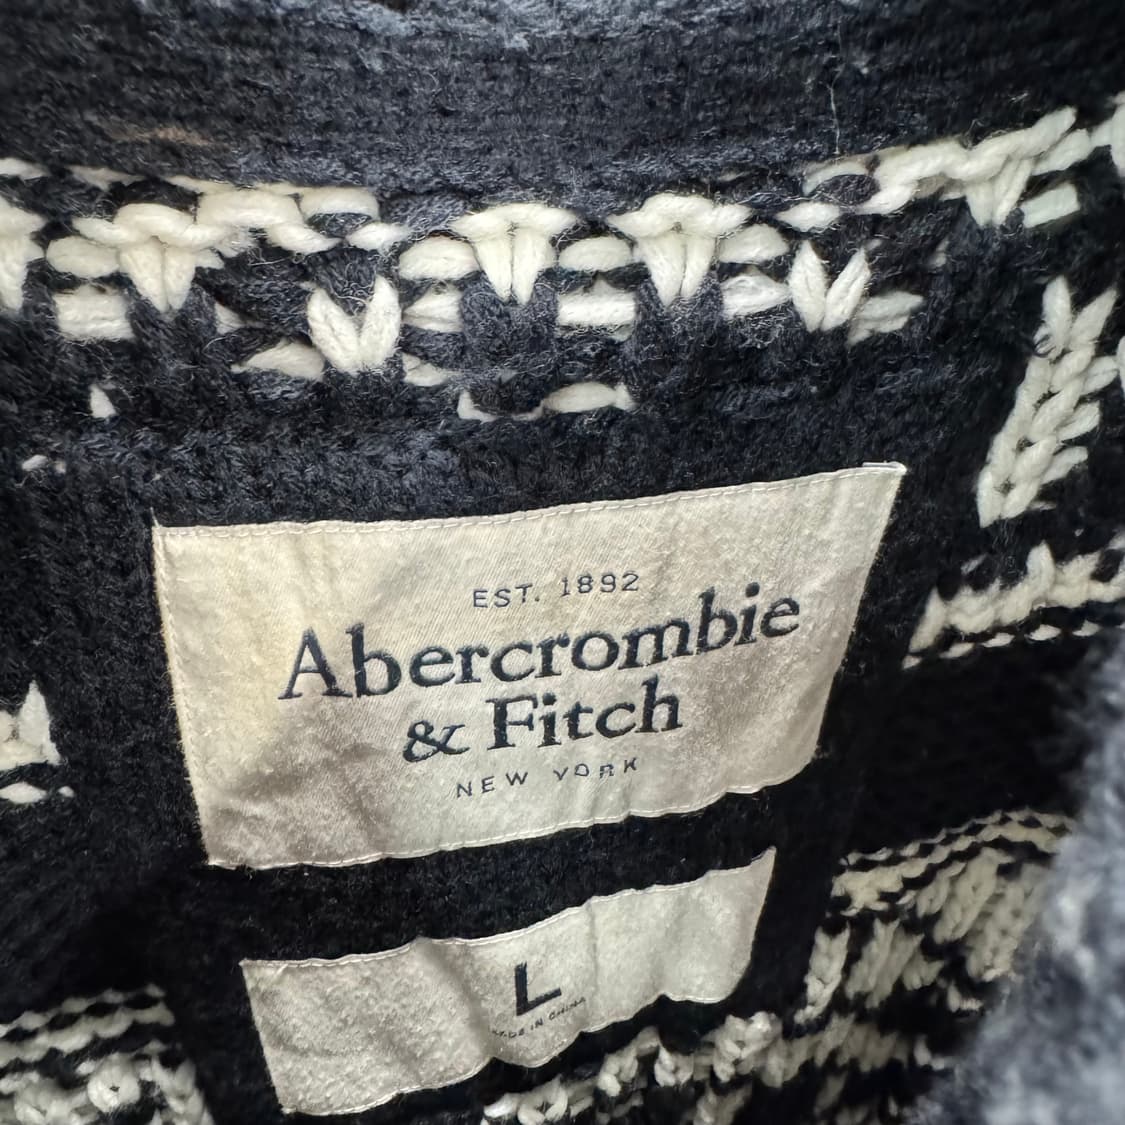 EST. 1892
Abercrombie
& Fitch
NEW YORK
L
MADE IN CHINA